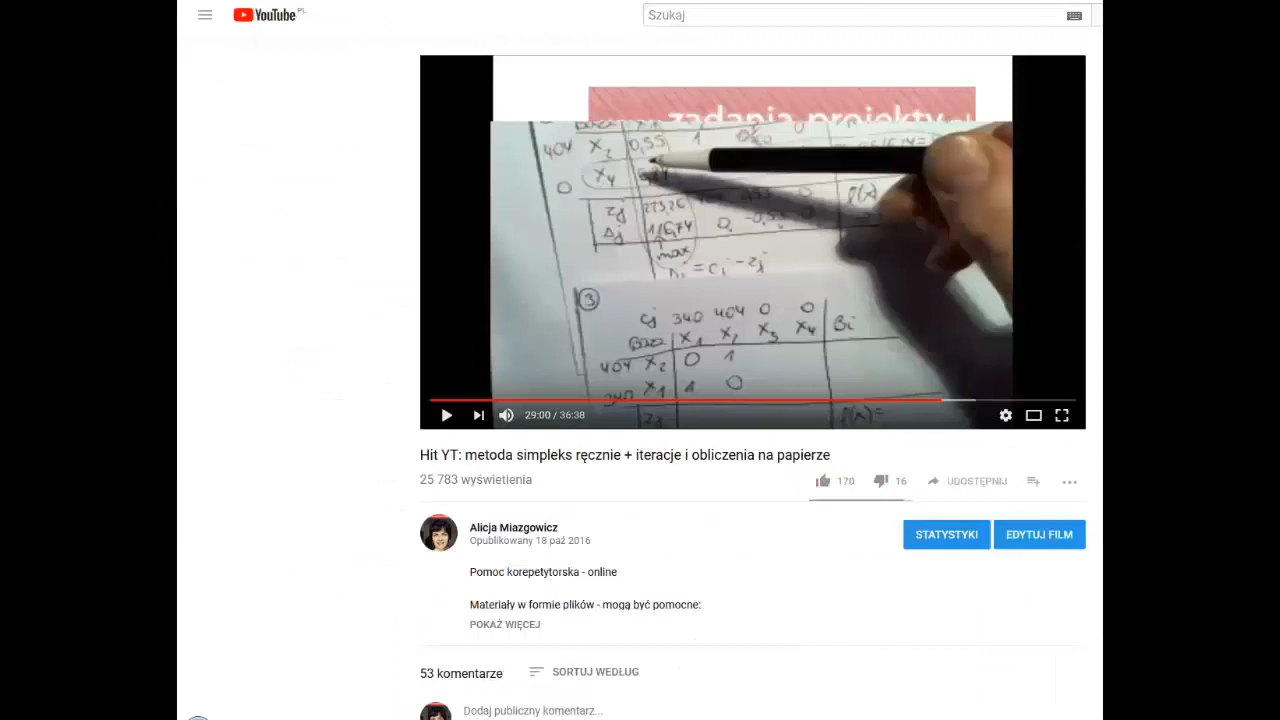 YouTube PL
Szukaj
zadania projekty
Baza X1
404 X2 0,55 1
0 X4
zj 223,26
Δj 116,74 0
max
= cj - zj
3
cj 340 404 0 0
Baza X1 X2 X3 X4 Bi
404 X2 0 1
340 X1 1 0
zj f(x)=
29:00 / 36:38
Hit YT: metoda simpleks ręcznie + iteracje i obliczenia na papierze
25 783 wyświetlenia
170 16 UDOSTĘPNIJ
Alicja Miazgowicz
Opublikowany 18 paź 2016
STATYSTYKI EDYTUJ FILM
Pomoc korepetytorska - online
Materiały w formie plików - mogą być pomocne:
POKAŻ WIĘCEJ
53 komentarze SORTUJ WEDŁUG
Dodaj publiczny komentarz...